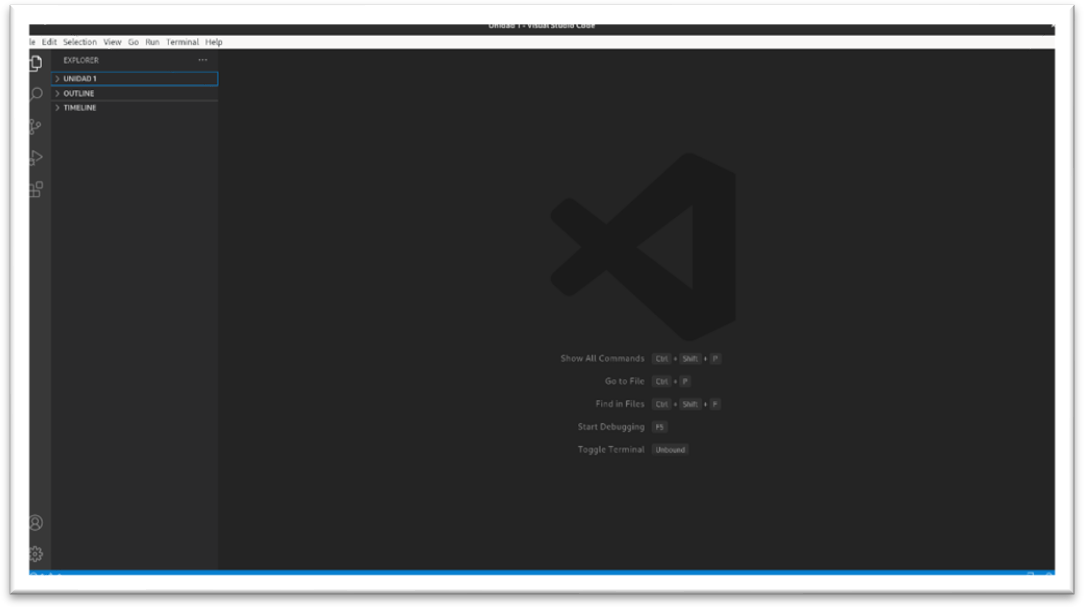 Unidad 1 - Visual Studio Code
le Edit Selection View Go Run Terminal Help
EXPLORER ...
UNIDAD 1
OUTLINE
TIMELINE
Show All Commands Ctrl + Shift + P
Go to File Ctrl + P
Find in Files Ctrl + Shift + F
Start Debugging F5
Toggle Terminal Unbound